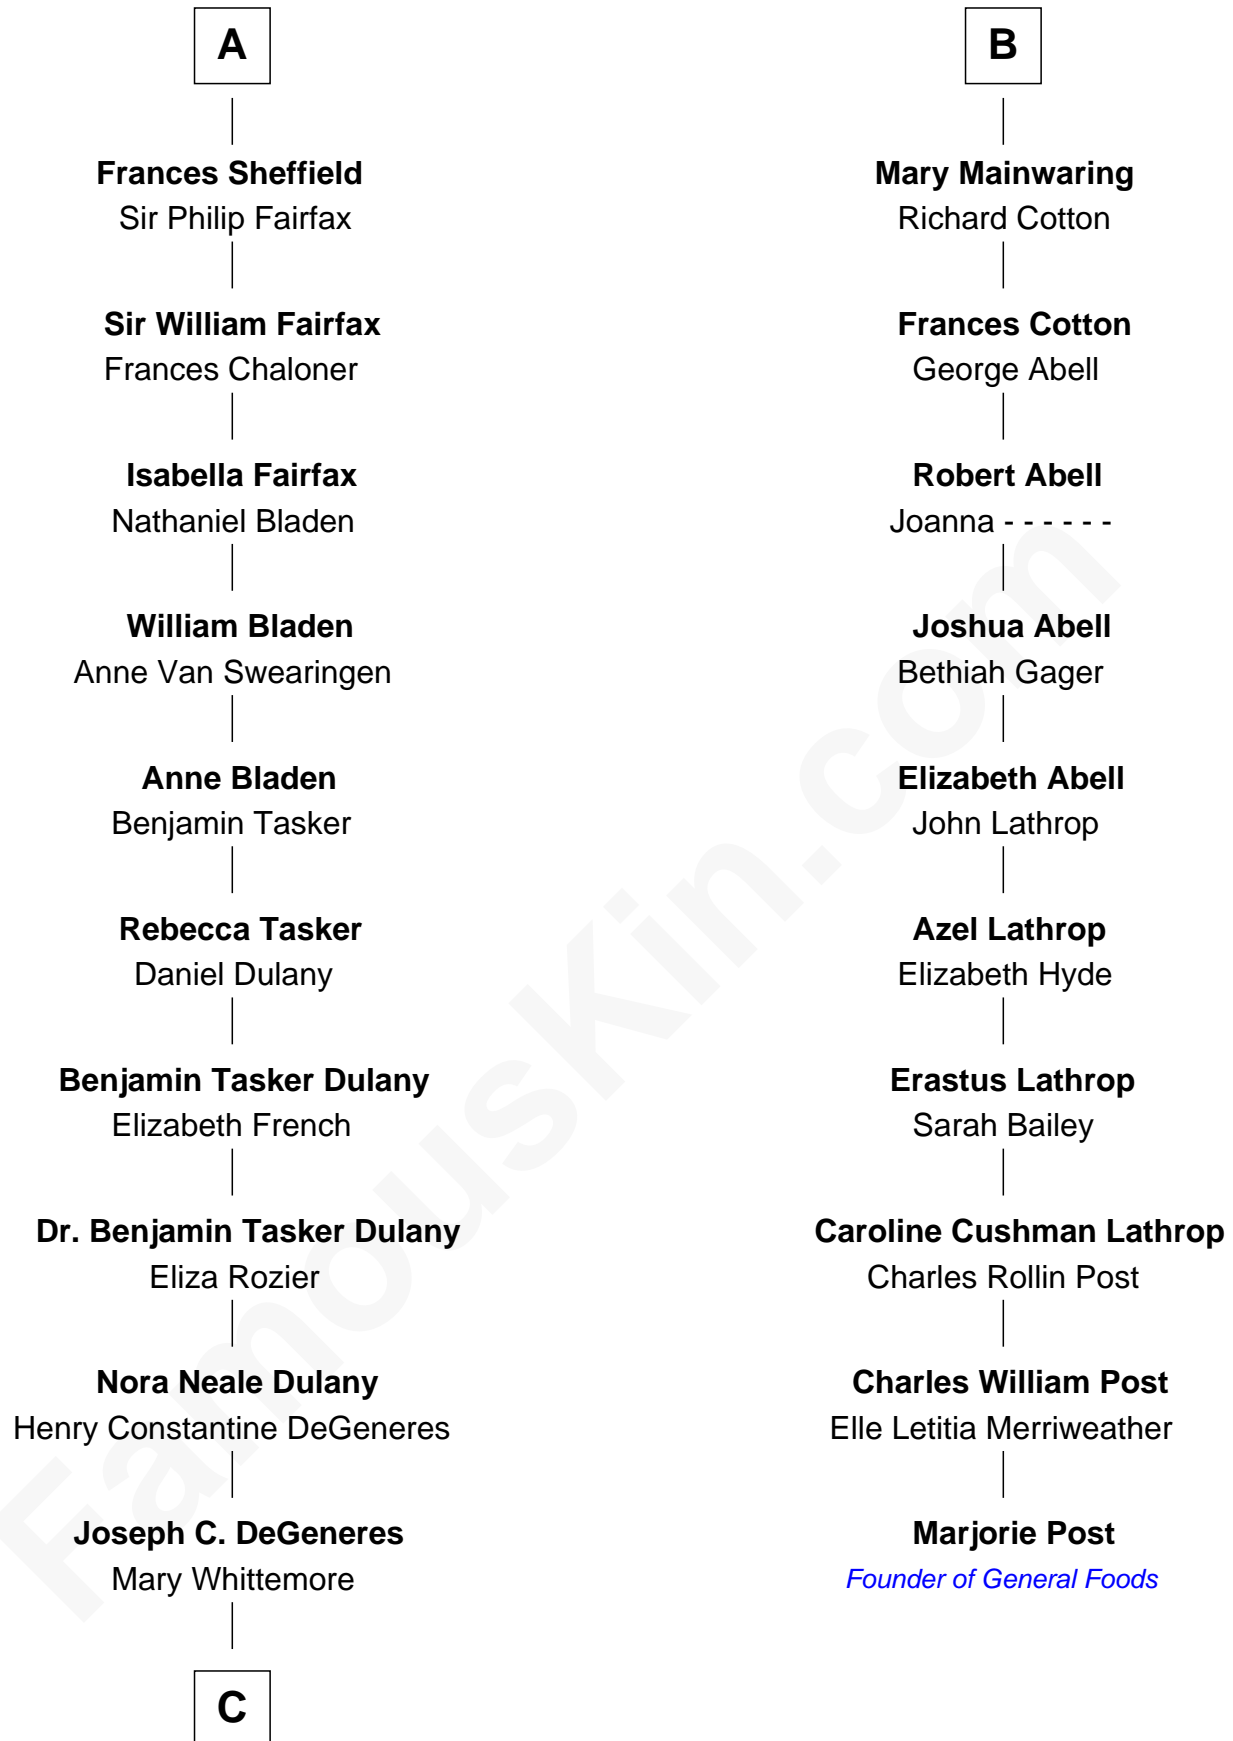 A
Frances Sheffield
Sir Philip Fairfax
Sir William Fairfax
Frances Chaloner
Isabella Fairfax
Nathaniel Bladen
William Bladen
Anne Van Swearingen
Anne Bladen
Benjamin Tasker
Rebecca Tasker
Daniel Dulany
Benjamin Tasker Dulany
Elizabeth French
Dr. Benjamin Tasker Dulany
Eliza Rozier
Nora Neale Dulany
Henry Constantine DeGeneres
Joseph C. DeGeneres
Mary Whittemore
C
B
Mary Mainwaring
Richard Cotton
Frances Cotton
George Abell
Robert Abell
Joanna - - - - - -
Joshua Abell
Bethiah Gager
Elizabeth Abell
John Lathrop
Azel Lathrop
Elizabeth Hyde
Erastus Lathrop
Sarah Bailey
Caroline Cushman Lathrop
Charles Rollin Post
Charles William Post
Elle Letitia Merriweather
Marjorie Post
Founder of General Foods
FamousKin.com